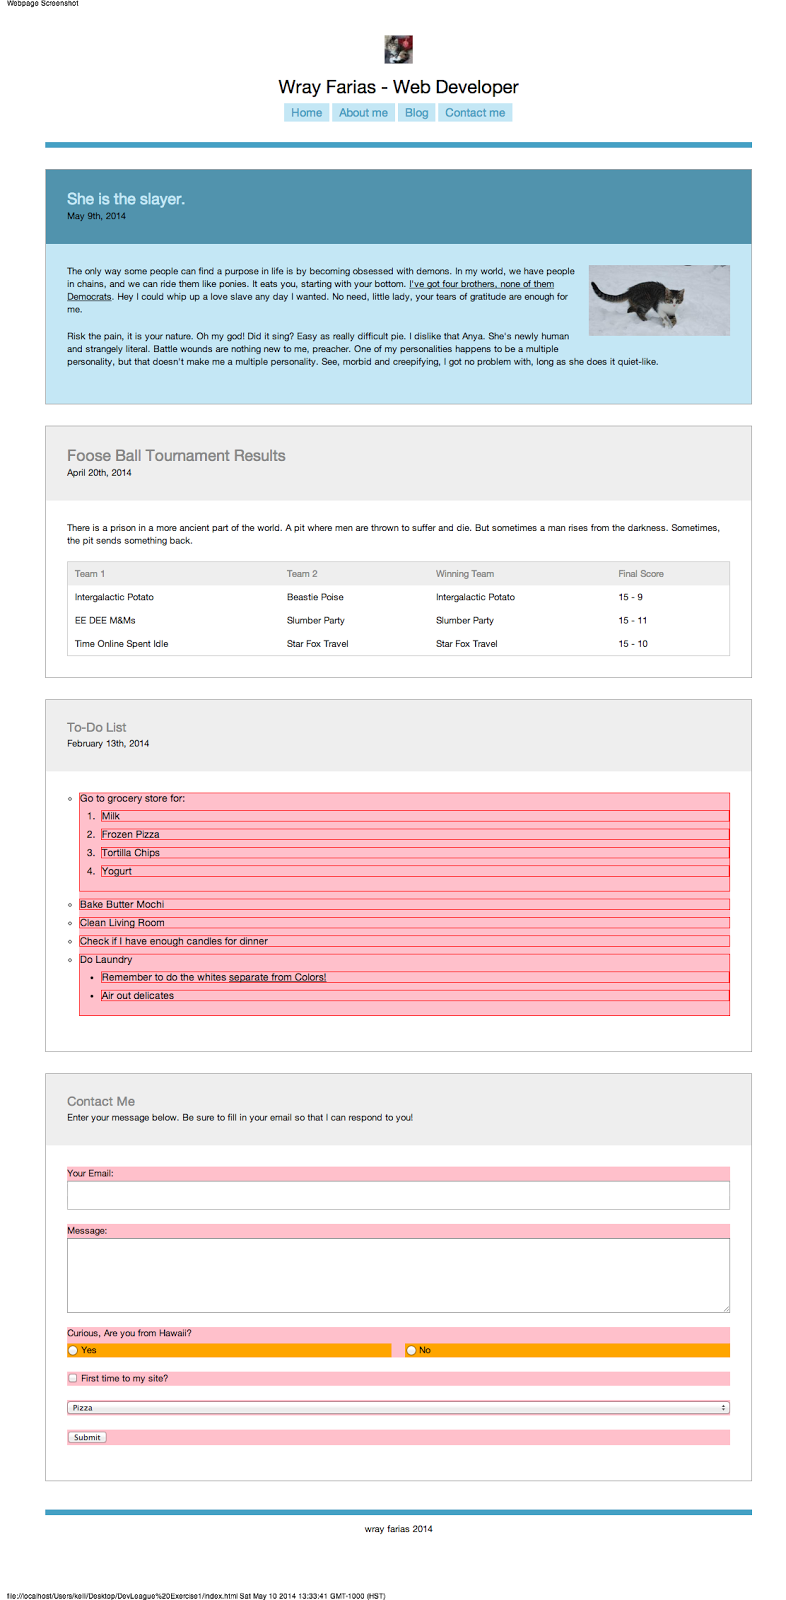 Webpage Screenshot
Wray Farias - Web Developer
Home About me Blog Contact me
She is the slayer.
May 9th, 2014
The only way some people can find a purpose in life is by becoming obsessed with demons. In my world, we have people
in chains, and we can ride them like ponies. It eats you, starting with your bottom. I've got four brothers, none of them
Democrats. Hey I could whip up a love slave any day I wanted. No need, little lady, your tears of gratitude are enough for
me.
Risk the pain, it is your nature. Oh my god! Did it sing? Easy as really difficult pie. I dislike that Anya. She's newly human
and strangely literal. Battle wounds are nothing new to me, preacher. One of my personalities happens to be a multiple
personality, but that doesn't make me a multiple personality. See, morbid and creepifying, I got no problem with, long as she does it quiet-like.
Foose Ball Tournament Results
April 20th, 2014
There is a prison in a more ancient part of the world. A pit where men are thrown to suffer and die. But sometimes a man rises from the darkness. Sometimes,
the pit sends something back.
Team 1 Team 2 Winning Team Final Score
Intergalactic Potato Beastie Poise Intergalactic Potato 15 - 9
EE DEE M&Ms Slumber Party Slumber Party 15 - 11
Time Online Spent Idle Star Fox Travel Star Fox Travel 15 - 10
To-Do List
February 13th, 2014
Go to grocery store for:
1. Milk
2. Frozen Pizza
3. Tortilla Chips
4. Yogurt
Bake Butter Mochi
Clean Living Room
Check if I have enough candles for dinner
Do Laundry
Remember to do the whites separate from Colors!
Air out delicates
Contact Me
Enter your message below. Be sure to fill in your email so that I can respond to you!
Your Email:
Message:
Curious, Are you from Hawaii?
Yes No
First time to my site?
Pizza
Submit
wray farias 2014
file://localhost/Users/keli/Desktop/DevLeague%20Exercise1/index.html Sat May 10 2014 13:33:41 GMT-1000 (HST)